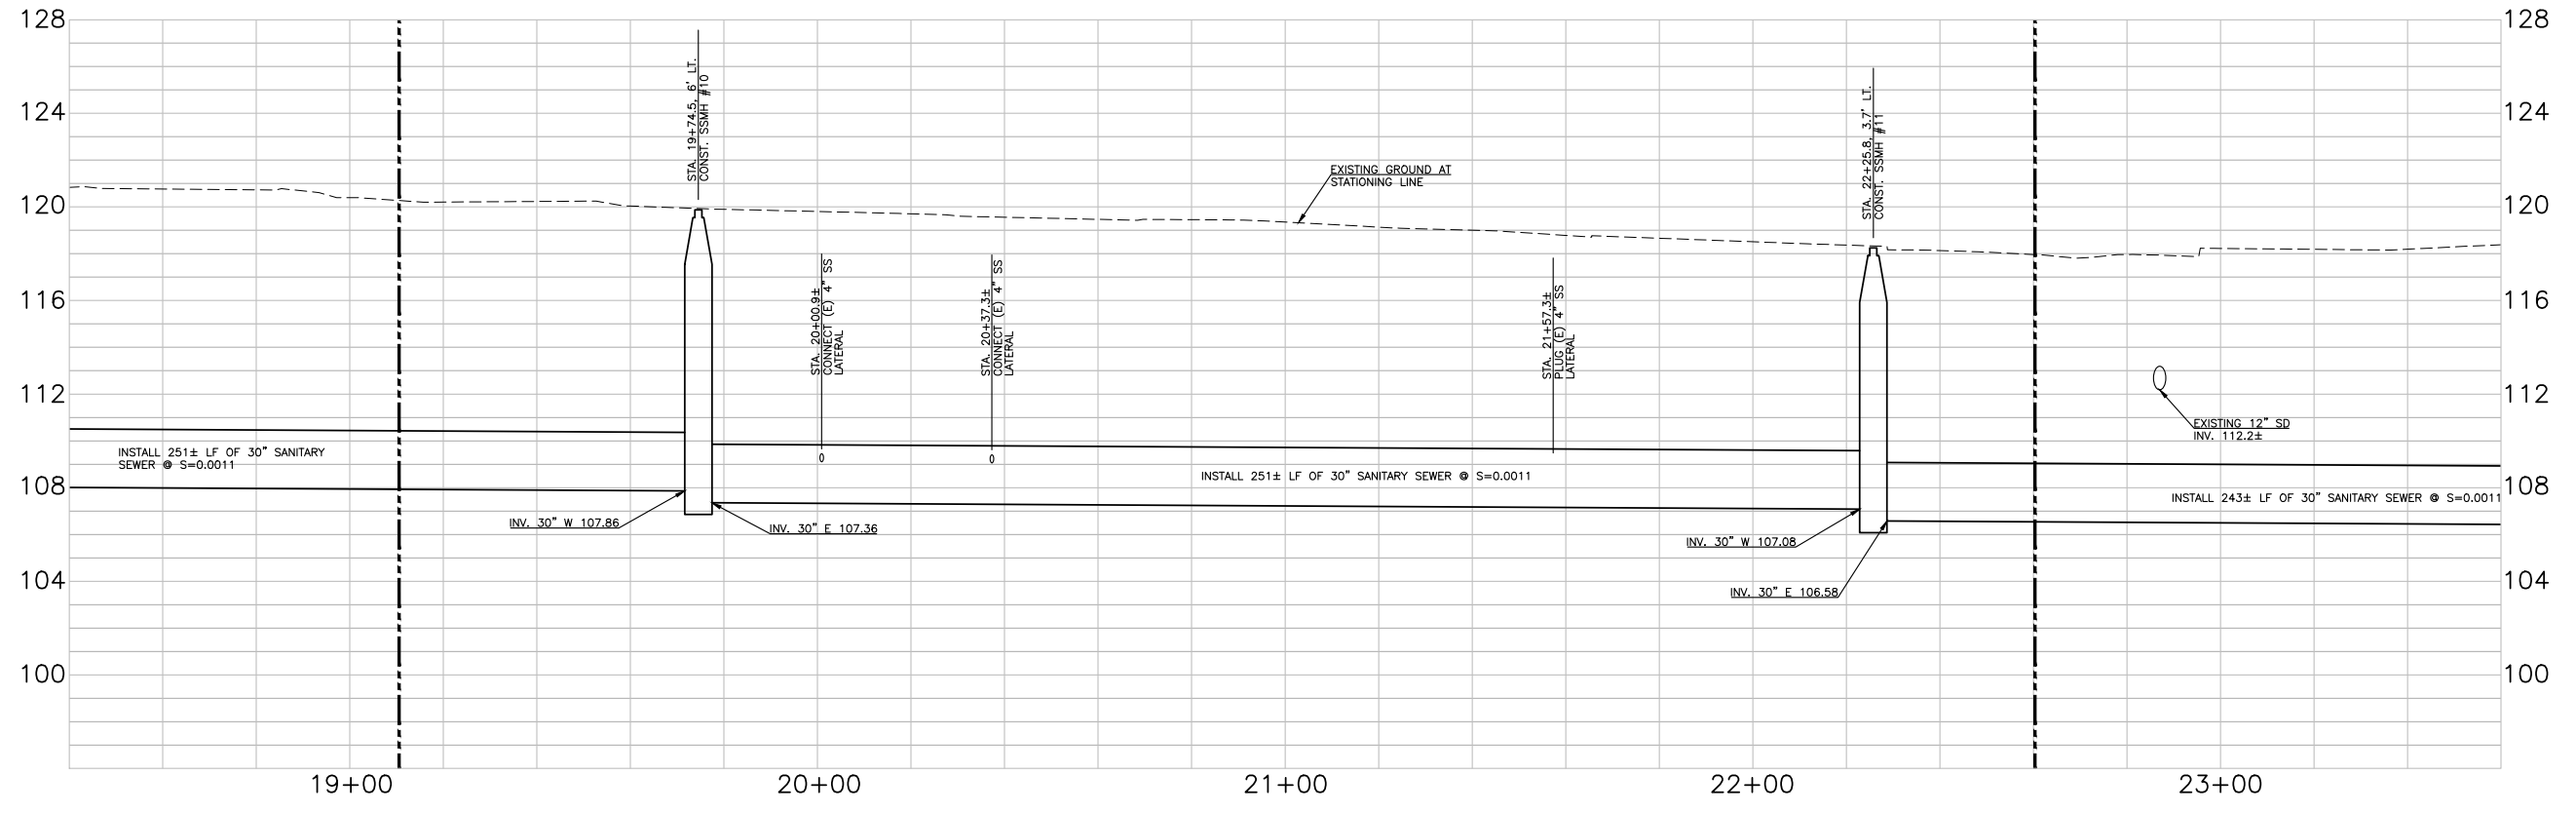 128
124
120
116
112
108
104
100
128
124
120
116
112
108
104
100
STA. 19+74.5, 6' LT.
CONST. SSMH #10
STA. 22+25.8, 3.7' LT.
CONST. SSMH #11
EXISTING GROUND AT
STATIONING LINE
STA. 20+00.9±
CONNECT (E) 4" SS
LATERAL
STA. 20+37.3±
CONNECT (E) 4" SS
LATERAL
STA. 21+57.3±
PLUG (E) 4" SS
LATERAL
EXISTING 12" SD
INV. 112.2±
INSTALL 251± LF OF 30" SANITARY
SEWER @ S=0.0011
INSTALL 251± LF OF 30" SANITARY SEWER @ S=0.0011
INSTALL 243± LF OF 30" SANITARY SEWER @ S=0.0011
INV. 30" W 107.86
INV. 30" E 107.36
INV. 30" W 107.08
INV. 30" E 106.58
19+00
20+00
21+00
22+00
23+00